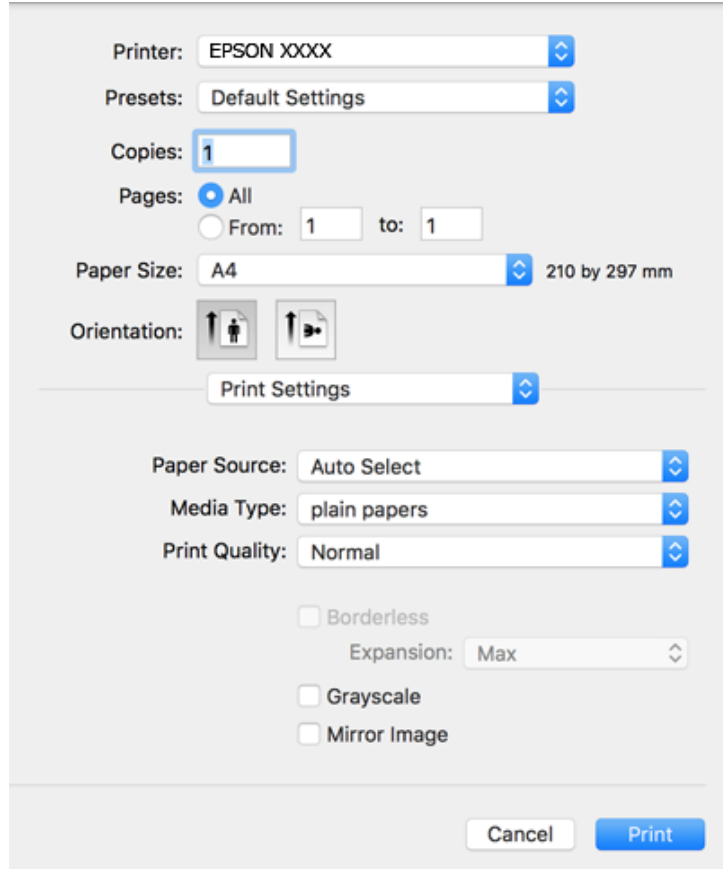 Printer: EPSON XXXX
Presets: Default Settings
Copies: 1
Pages: All
From: 1 to: 1
Paper Size: A4 210 by 297 mm
Orientation:
Print Settings
Paper Source: Auto Select
Media Type: plain papers
Print Quality: Normal
Borderless
Expansion: Max
Grayscale
Mirror Image
Cancel Print